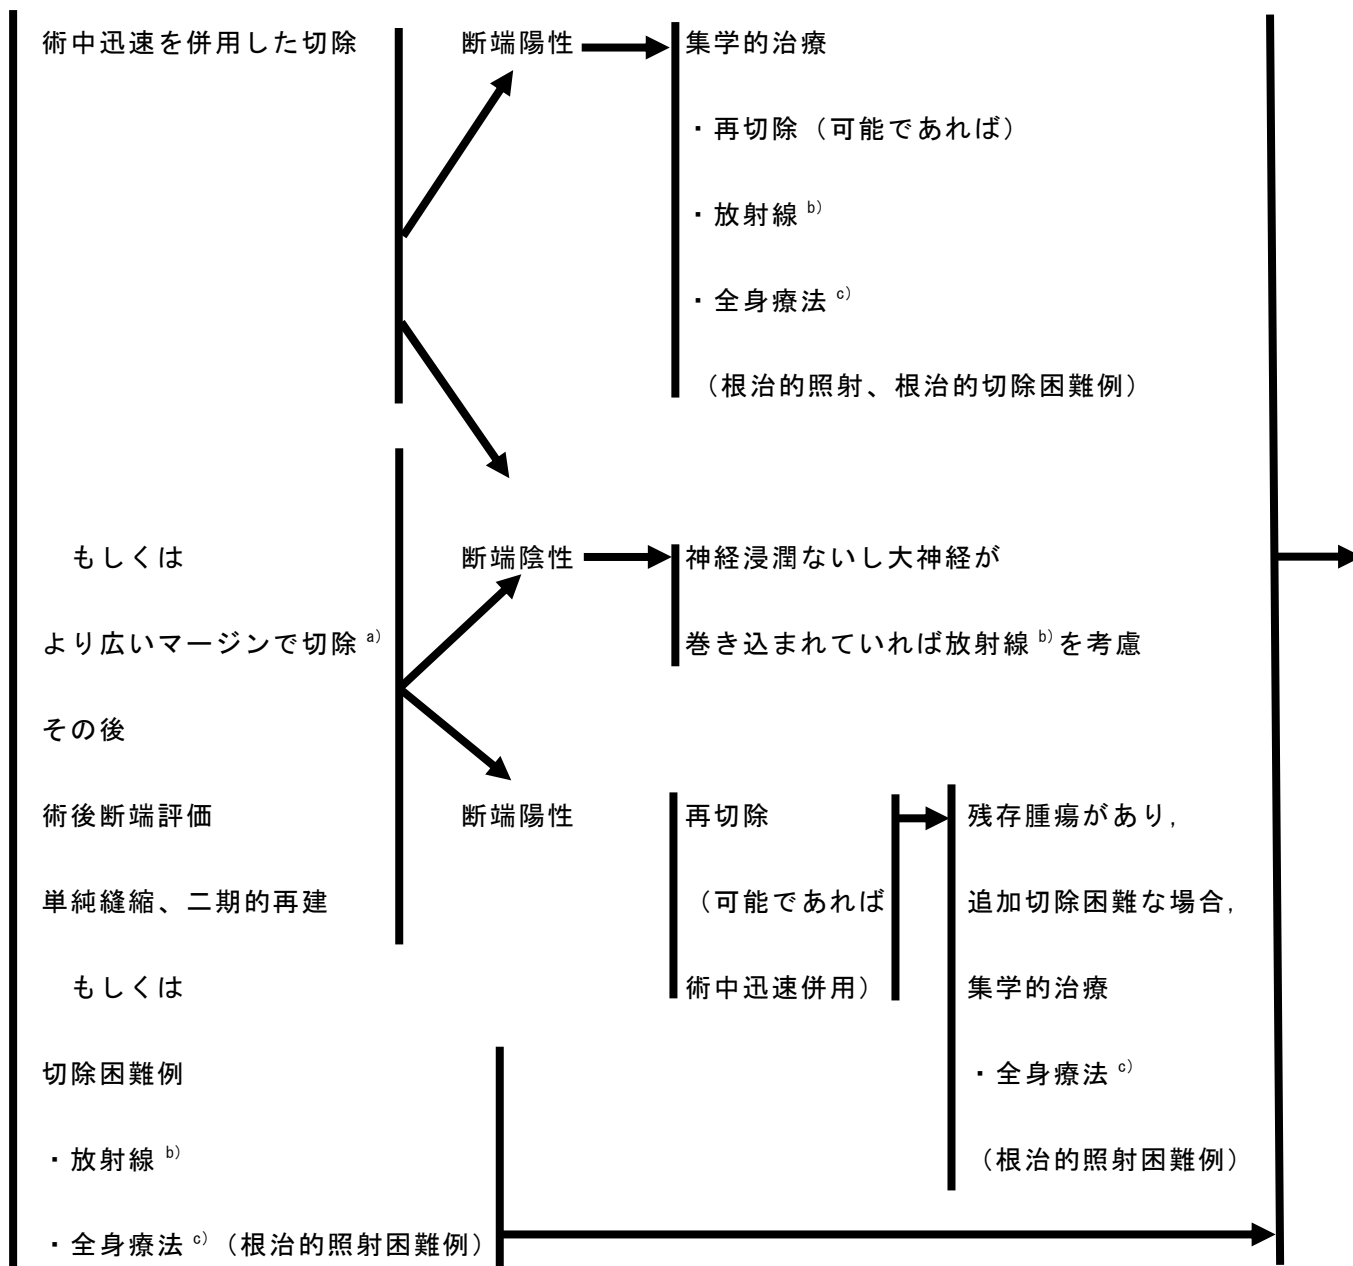 術中迅速を併用した切除
断端陽性
集学的治療
・再切除（可能であれば）
・放射線 b)
・全身療法 c)
（根治的照射、根治的切除困難例）
もしくは
断端陰性
神経浸潤ないし大神経が
より広いマージンで切除 a)
巻き込まれていれば放射線 b) を考慮
その後
術後断端評価
断端陽性
再切除
残存腫瘍があり,
単純縫縮、二期的再建
（可能であれば
追加切除困難な場合,
もしくは
術中迅速併用）
集学的治療
切除困難例
・全身療法 c)
・放射線 b)
（根治的照射困難例）
・全身療法 c)（根治的照射困難例）